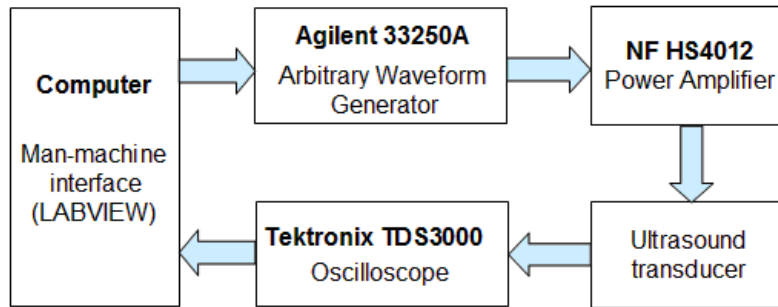 Computer
Man-machine
interface
(LABVIEW)
Agilent 33250A
Arbitrary Waveform
Generator
NF HS4012
Power Amplifier
Tektronix TDS3000
Oscilloscope
Ultrasound
transducer